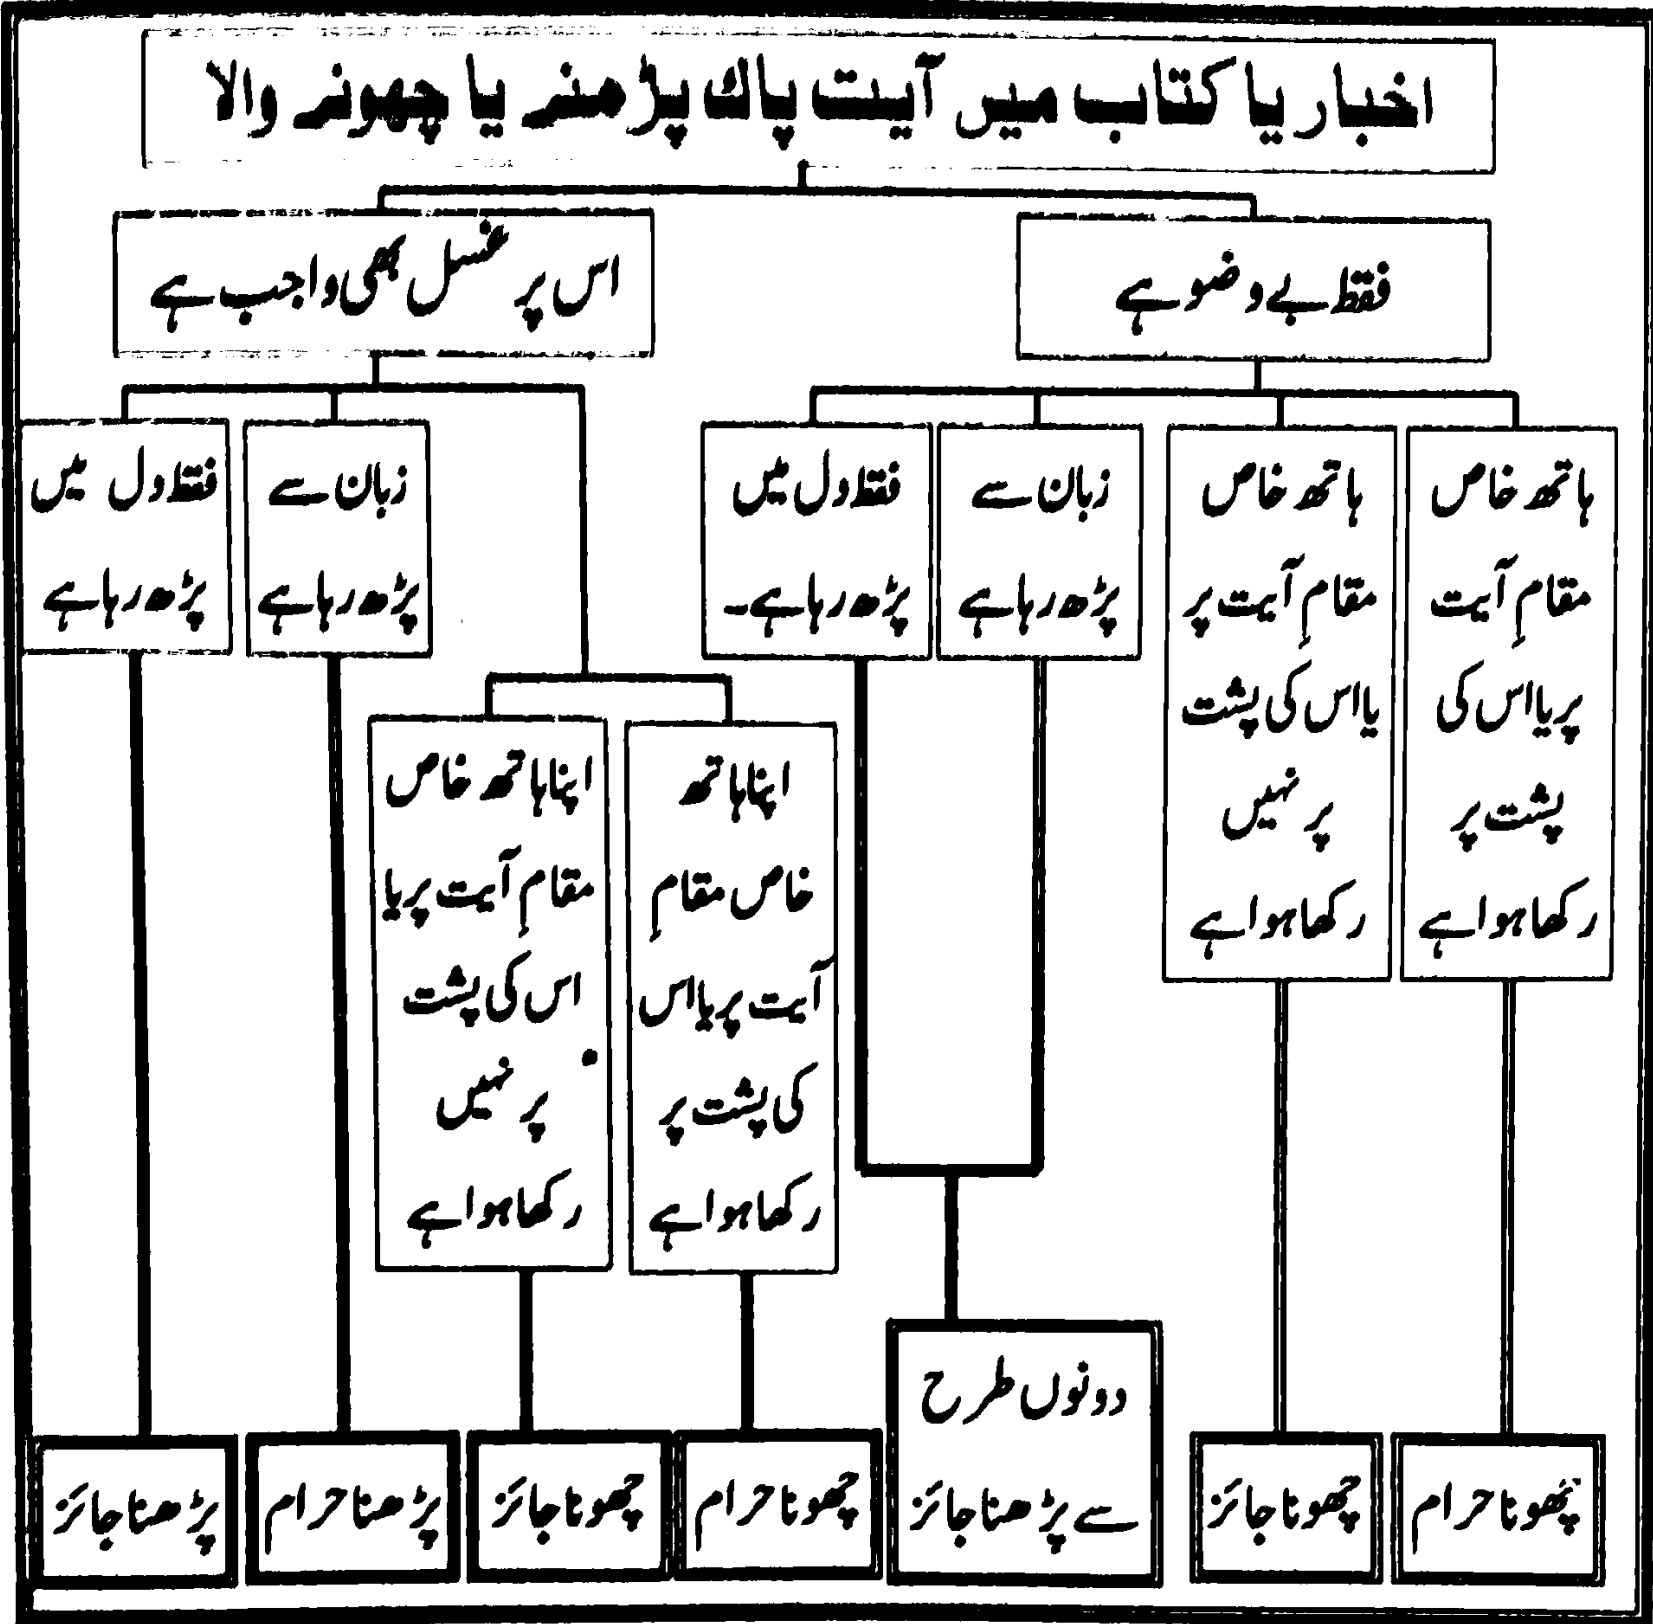 اخبار یا کتاب میں آیت پاک پڑھنے یا چھونے والا
فقط بے وضو ہے
اس پر غسل بھی واجب ہے
ہاتھ خاص
مقامِ آیت
پر یا اس کی
پشت پر
رکھا ہوا ہے
ہاتھ خاص
مقامِ آیت پر
یا اس کی پشت
پر نہیں
رکھا ہوا ہے
زبان سے
پڑھ رہا ہے
فقط دل میں
پڑھ رہا ہے۔
زبان سے
پڑھ رہا ہے
فقط دل میں
پڑھ رہا ہے
اپنا ہاتھ
خاص مقامِ
آیت پر یا اس
کی پشت پر
رکھا ہوا ہے
اپنا ہاتھ خاص
مقامِ آیت پر یا
اس کی پشت
پر نہیں
رکھا ہوا ہے
چھونا حرام
چھونا جائز
دونوں طرح
سے پڑھنا جائز
چھونا حرام
چھونا جائز
پڑھنا حرام
پڑھنا جائز